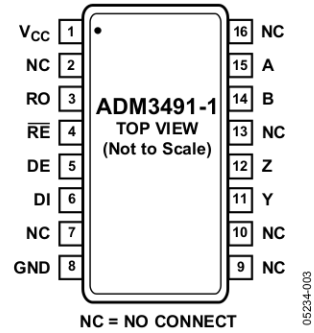 VCC 1 16 NC
NC 2 15 A
RO 3 14 B
ADM3491-1
RE 4 13 NC
TOP VIEW
(Not to Scale)
DE 5 12 Z
DI 6 11 Y
NC 7 10 NC
GND 8 9 NC
NC = NO CONNECT
05234-003